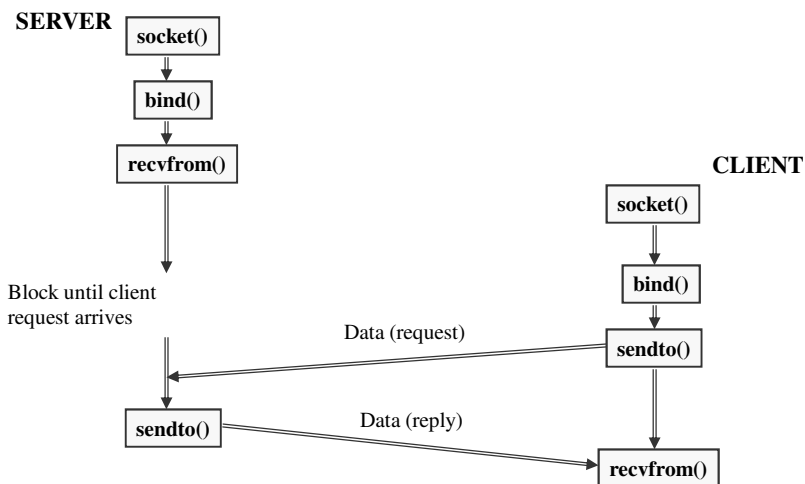 SERVER
socket()
bind()
recvfrom()
CLIENT
socket()
Block until client
request arrives
bind()
Data (request)
sendto()
sendto()
Data (reply)
recvfrom()